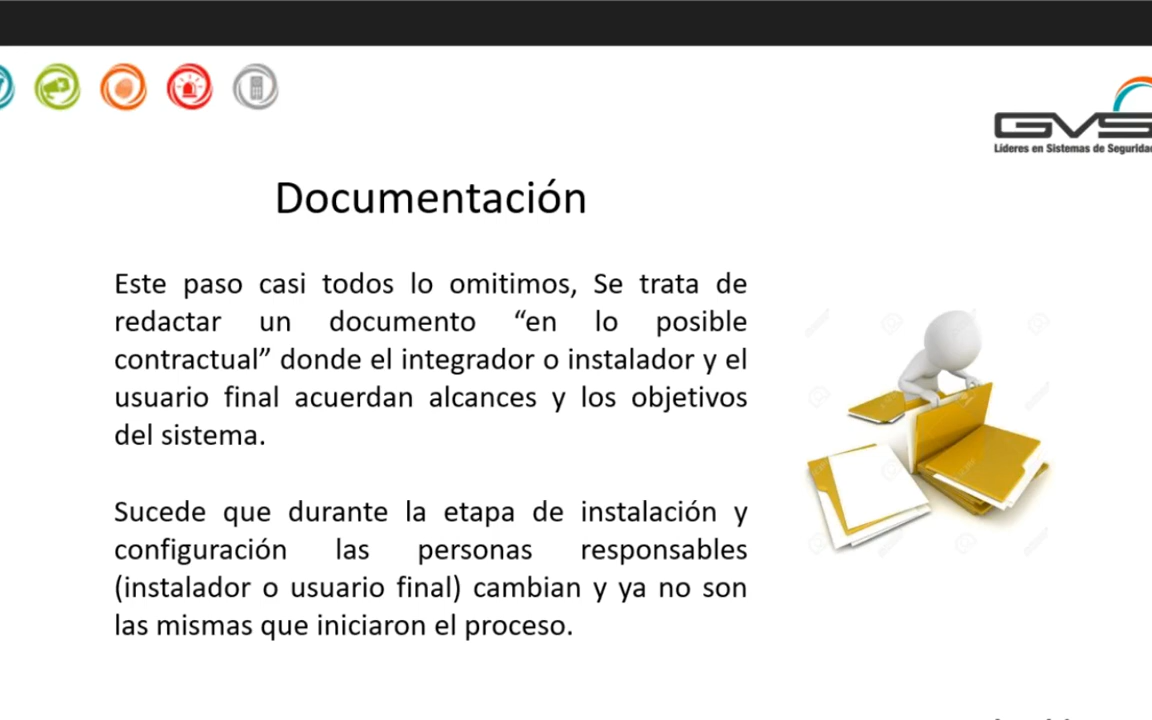 GVS
Líderes en Sistemas de Segurida
Documentación
Este paso casi todos lo omitimos, Se trata de
redactar un documento “en lo posible
contractual” donde el integrador o instalador y el
usuario final acuerdan alcances y los objetivos
del sistema.
Sucede que durante la etapa de instalación y
configuración las personas responsables
(instalador o usuario final) cambian y ya no son
las mismas que iniciaron el proceso.